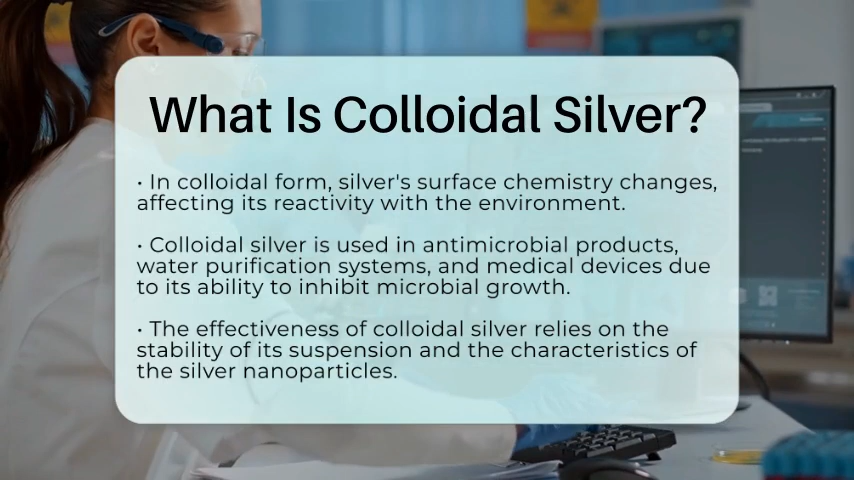 What Is Colloidal Silver?
• In colloidal form, silver's surface chemistry changes,
affecting its reactivity with the environment.
• Colloidal silver is used in antimicrobial products,
water purification systems, and medical devices due
to its ability to inhibit microbial growth.
• The effectiveness of colloidal silver relies on the
stability of its suspension and the characteristics of
the silver nanoparticles.